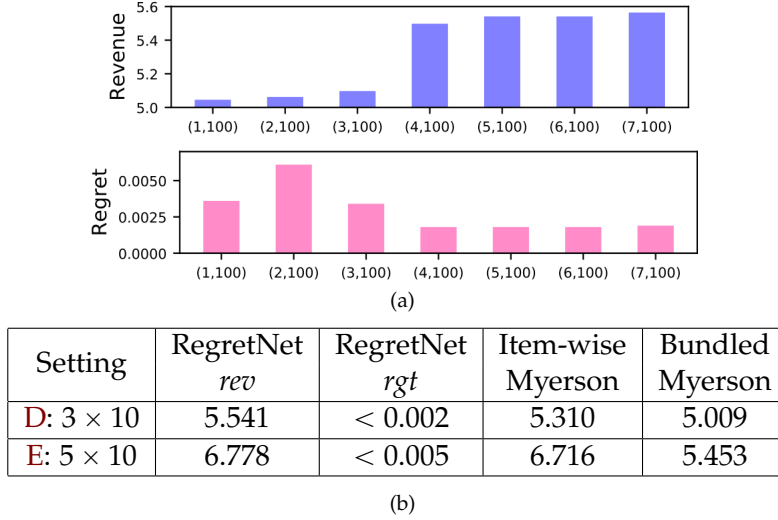 Revenue
5.6
5.4
5.2
5.0
(1,100) (2,100) (3,100) (4,100) (5,100) (6,100) (7,100)
Regret
0.0050
0.0025
0.0000
(1,100) (2,100) (3,100) (4,100) (5,100) (6,100) (7,100)
(a)
Setting RegretNet rev RegretNet rgt Item-wise Myerson Bundled Myerson
D: 3 × 10 5.541 < 0.002 5.310 5.009
E: 5 × 10 6.778 < 0.005 6.716 5.453
(b)